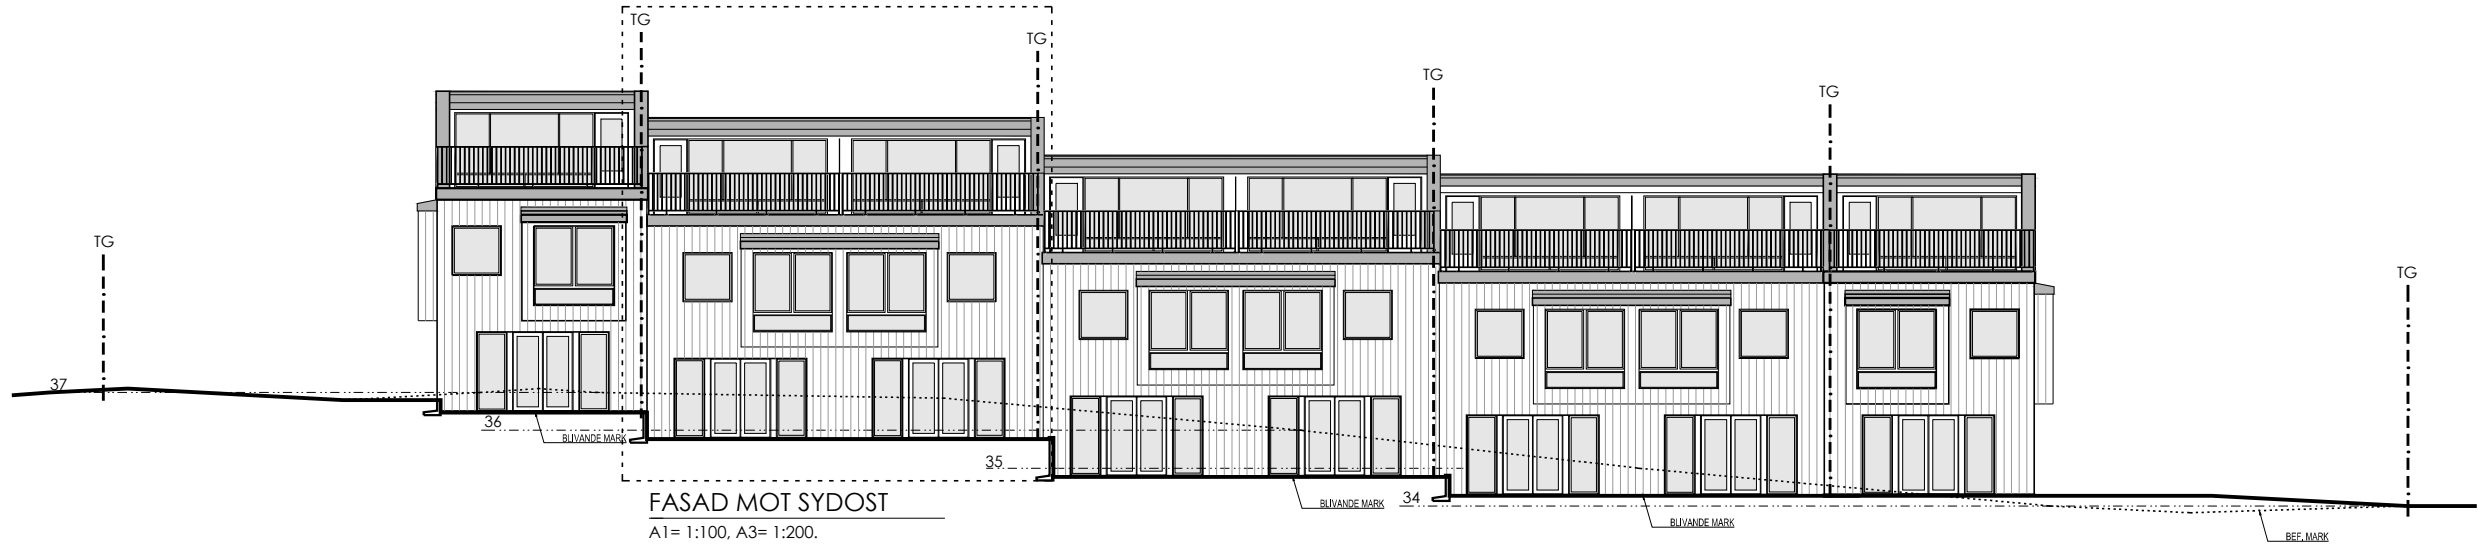 TG
TG
TG
TG
TG
TG
37
36
BLIVANDE MARK
35
34
BLIVANDE MARK
BLIVANDE MARK
BEF. MARK
FASAD MOT SYDOST
A1= 1:100, A3= 1:200.